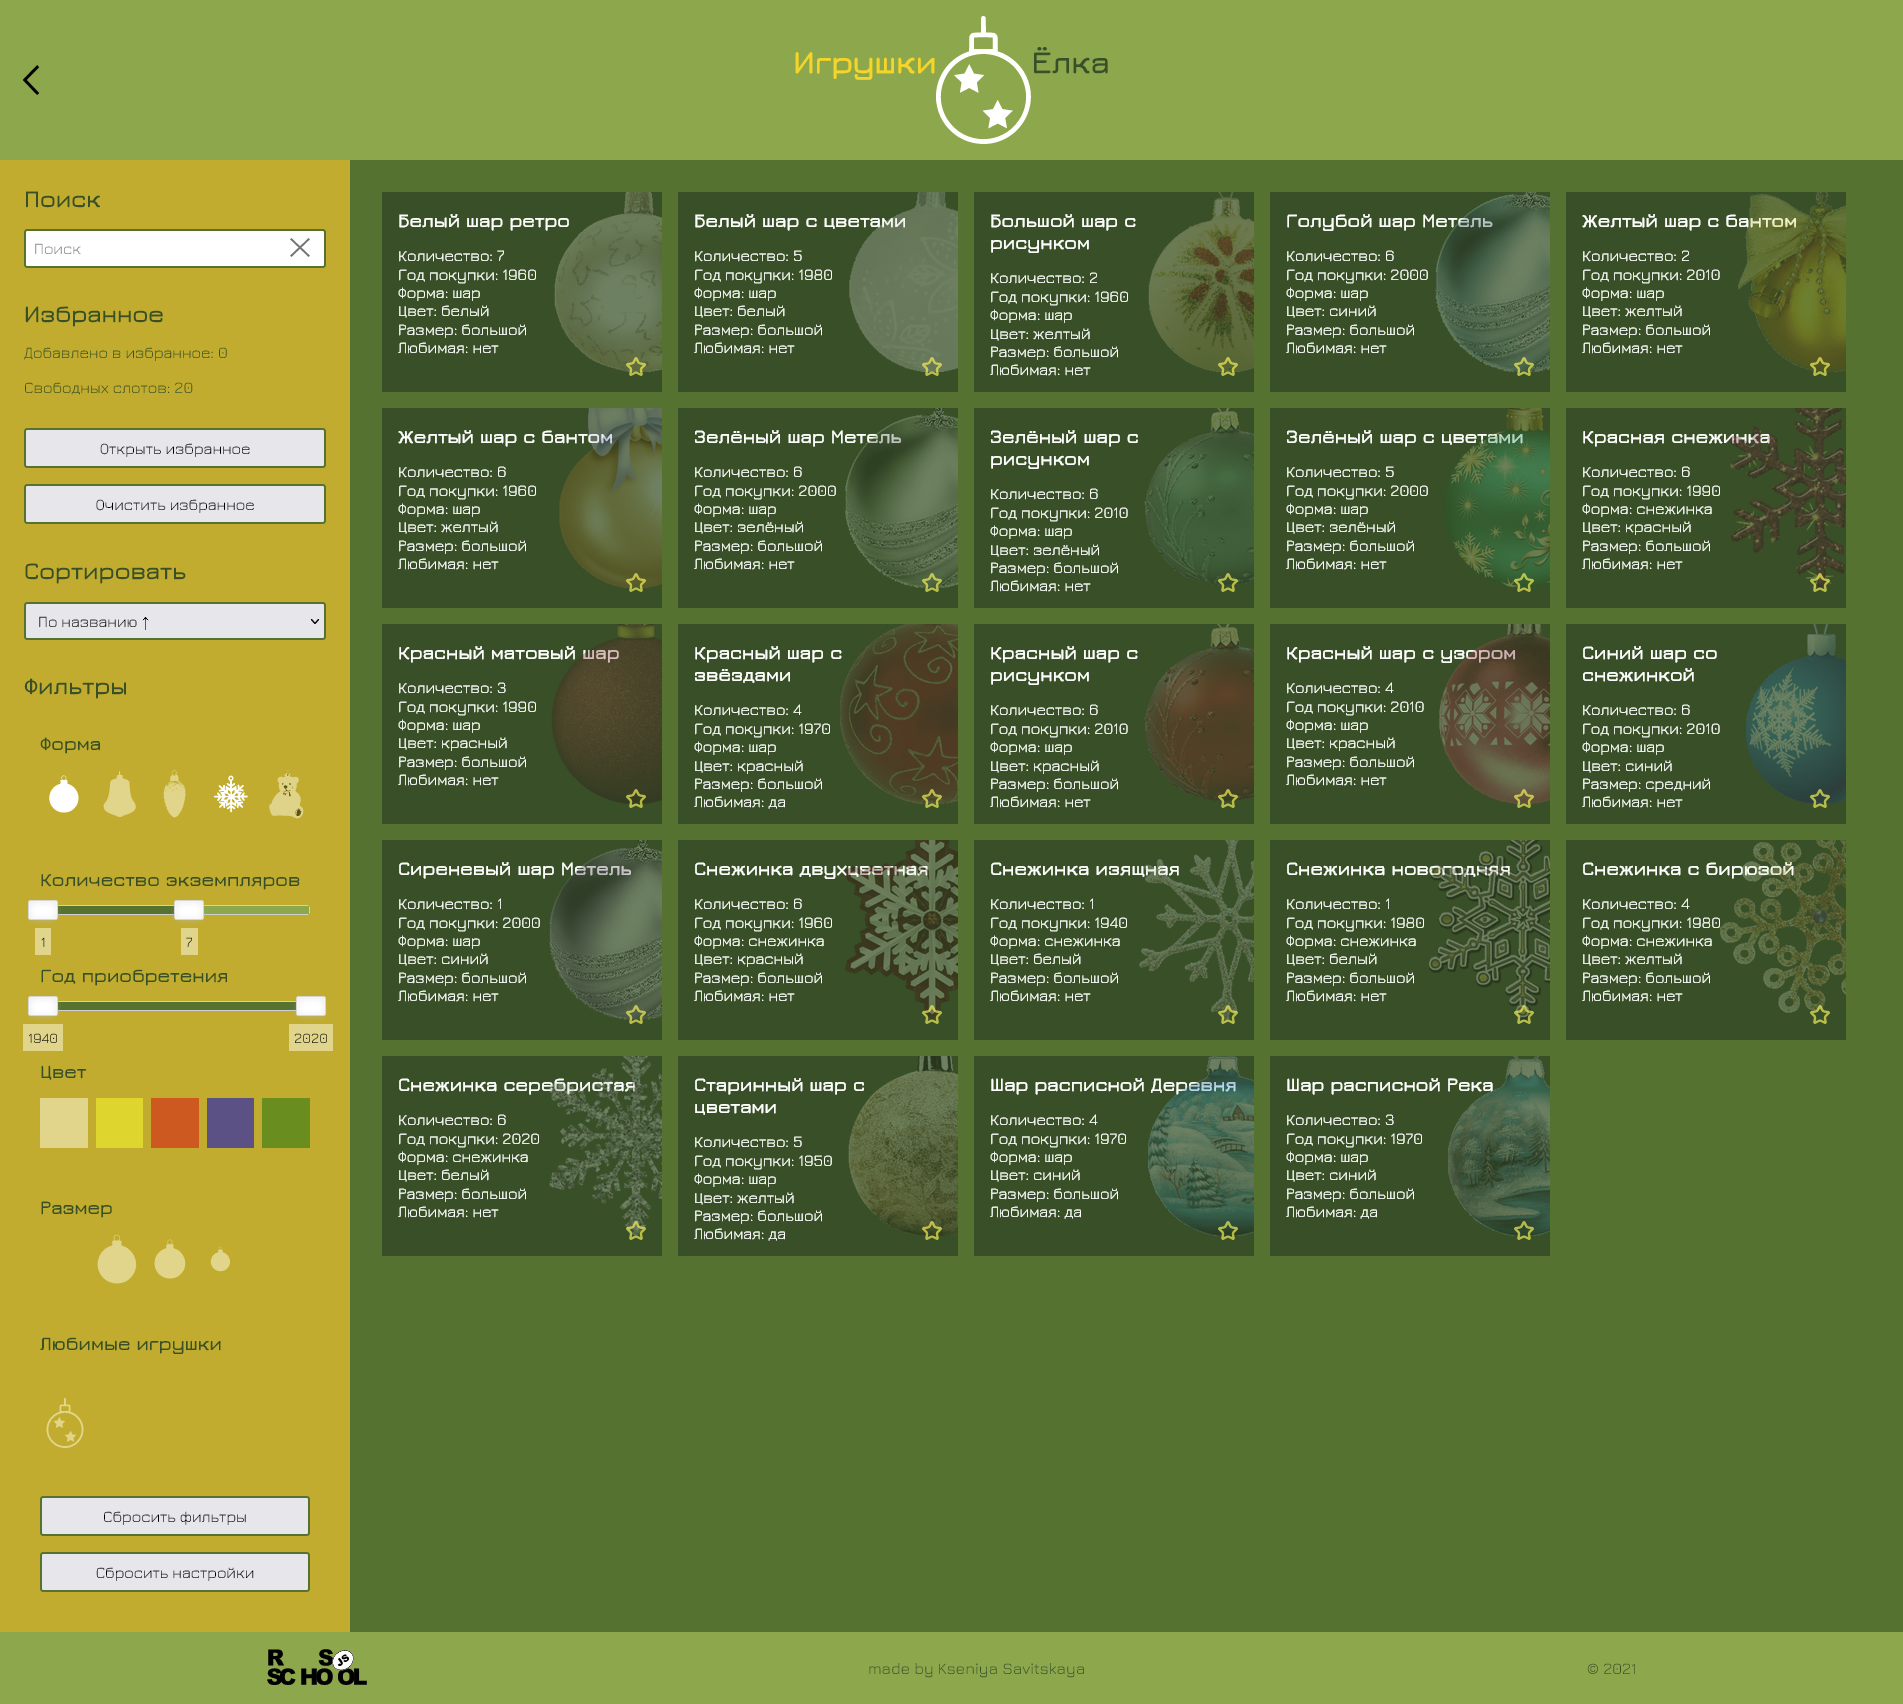 Игрушки
Ёлка
Поиск
Поиск
Избранное
Добавлено в избранное: 0
Свободных слотов: 20
Открыть избранное
Очистить избранное
Сортировать
По названию ↑
Фильтры
Форма
Количество экземпляров
1
7
Год приобретения
1940
2020
Цвет
Размер
Любимые игрушки
Сбросить фильтры
Сбросить настройки
Белый шар ретро
Количество: 7
Год покупки: 1960
Форма: шар
Цвет: белый
Размер: большой
Любимая: нет
Белый шар с цветами
Количество: 5
Год покупки: 1980
Форма: шар
Цвет: белый
Размер: большой
Любимая: нет
Большой шар с
рисунком
Количество: 2
Год покупки: 1960
Форма: шар
Цвет: желтый
Размер: большой
Любимая: нет
Голубой шар Метель
Количество: 6
Год покупки: 2000
Форма: шар
Цвет: синий
Размер: большой
Любимая: нет
Желтый шар с бантом
Количество: 2
Год покупки: 2010
Форма: шар
Цвет: желтый
Размер: большой
Любимая: нет
Желтый шар с бантом
Количество: 6
Год покупки: 1960
Форма: шар
Цвет: желтый
Размер: большой
Любимая: нет
Зелёный шар Метель
Количество: 6
Год покупки: 2000
Форма: шар
Цвет: зелёный
Размер: большой
Любимая: нет
Зелёный шар с
рисунком
Количество: 6
Год покупки: 2010
Форма: шар
Цвет: зелёный
Размер: большой
Любимая: нет
Зелёный шар с цветами
Количество: 5
Год покупки: 2000
Форма: шар
Цвет: зелёный
Размер: большой
Любимая: нет
Красная снежинка
Количество: 6
Год покупки: 1990
Форма: снежинка
Цвет: красный
Размер: большой
Любимая: нет
Красный матовый шар
Количество: 3
Год покупки: 1990
Форма: шар
Цвет: красный
Размер: большой
Любимая: нет
Красный шар с
звёздами
Количество: 4
Год покупки: 1970
Форма: шар
Цвет: красный
Размер: большой
Любимая: да
Красный шар с
рисунком
Количество: 6
Год покупки: 2010
Форма: шар
Цвет: красный
Размер: большой
Любимая: нет
Красный шар с узором
Количество: 4
Год покупки: 2010
Форма: шар
Цвет: красный
Размер: большой
Любимая: нет
Синий шар со
снежинкой
Количество: 6
Год покупки: 2010
Форма: шар
Цвет: синий
Размер: средний
Любимая: нет
Сиреневый шар Метель
Количество: 1
Год покупки: 2000
Форма: шар
Цвет: синий
Размер: большой
Любимая: нет
Снежинка двухцветная
Количество: 6
Год покупки: 1960
Форма: снежинка
Цвет: красный
Размер: большой
Любимая: нет
Снежинка изящная
Количество: 1
Год покупки: 1940
Форма: снежинка
Цвет: белый
Размер: большой
Любимая: нет
Снежинка новогодняя
Количество: 1
Год покупки: 1980
Форма: снежинка
Цвет: белый
Размер: большой
Любимая: нет
Снежинка с бирюзой
Количество: 4
Год покупки: 1980
Форма: снежинка
Цвет: желтый
Размер: большой
Любимая: нет
Снежинка серебристая
Количество: 6
Год покупки: 2020
Форма: снежинка
Цвет: белый
Размер: большой
Любимая: нет
Старинный шар с
цветами
Количество: 5
Год покупки: 1950
Форма: шар
Цвет: желтый
Размер: большой
Любимая: да
Шар расписной Деревня
Количество: 4
Год покупки: 1970
Форма: шар
Цвет: синий
Размер: большой
Любимая: да
Шар расписной Река
Количество: 3
Год покупки: 1970
Форма: шар
Цвет: синий
Размер: большой
Любимая: да
R S JS
SCHOOL
made by Kseniya Savitskaya
© 2021